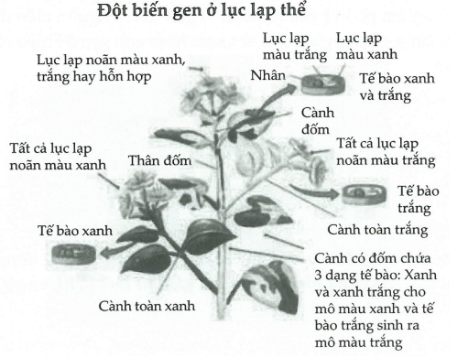 Đột biến gen ở lục lạp thể
Lục lạp noãn màu xanh,
trắng hay hỗn hợp
Lục lạp
màu trắng
Lục lạp
màu xanh
Nhân
Tế bào xanh
và trắng
Cành
đốm
Tất cả lục lạp
noãn màu xanh
Thân đốm
Tất cả lục lạp
noãn màu trắng
Tế bào
trắng
Tế bào xanh
Cành toàn trắng
Cành toàn xanh
Cành có đốm chứa
3 dạng tế bào: Xanh
và xanh trắng cho
mô màu xanh và tế
bào trắng sinh ra
mô màu trắng